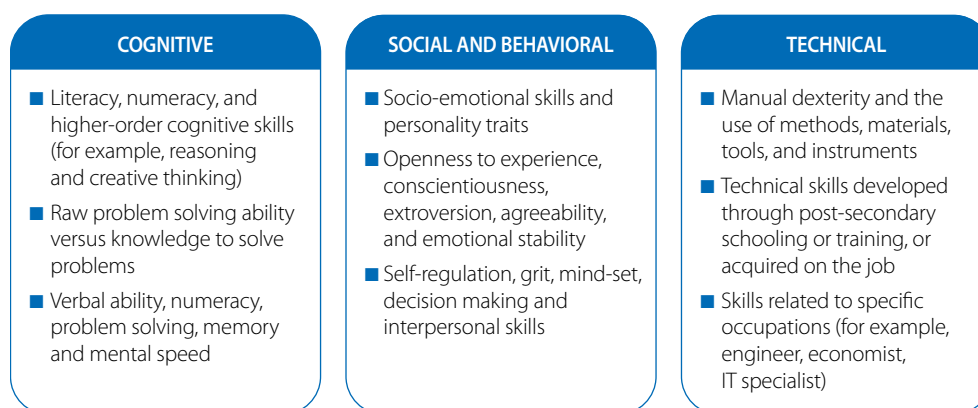 COGNITIVE
■ Literacy, numeracy, and
higher-order cognitive skills
(for example, reasoning
and creative thinking)
■ Raw problem solving ability
versus knowledge to solve
problems
■ Verbal ability, numeracy,
problem solving, memory
and mental speed
SOCIAL AND BEHAVIORAL
■ Socio-emotional skills and
personality traits
■ Openness to experience,
conscientiousness,
extroversion, agreeability,
and emotional stability
■ Self-regulation, grit, mind-set,
decision making and
interpersonal skills
TECHNICAL
■ Manual dexterity and the
use of methods, materials,
tools, and instruments
■ Technical skills developed
through post-secondary
schooling or training, or
acquired on the job
■ Skills related to specific
occupations (for example,
engineer, economist,
IT specialist)